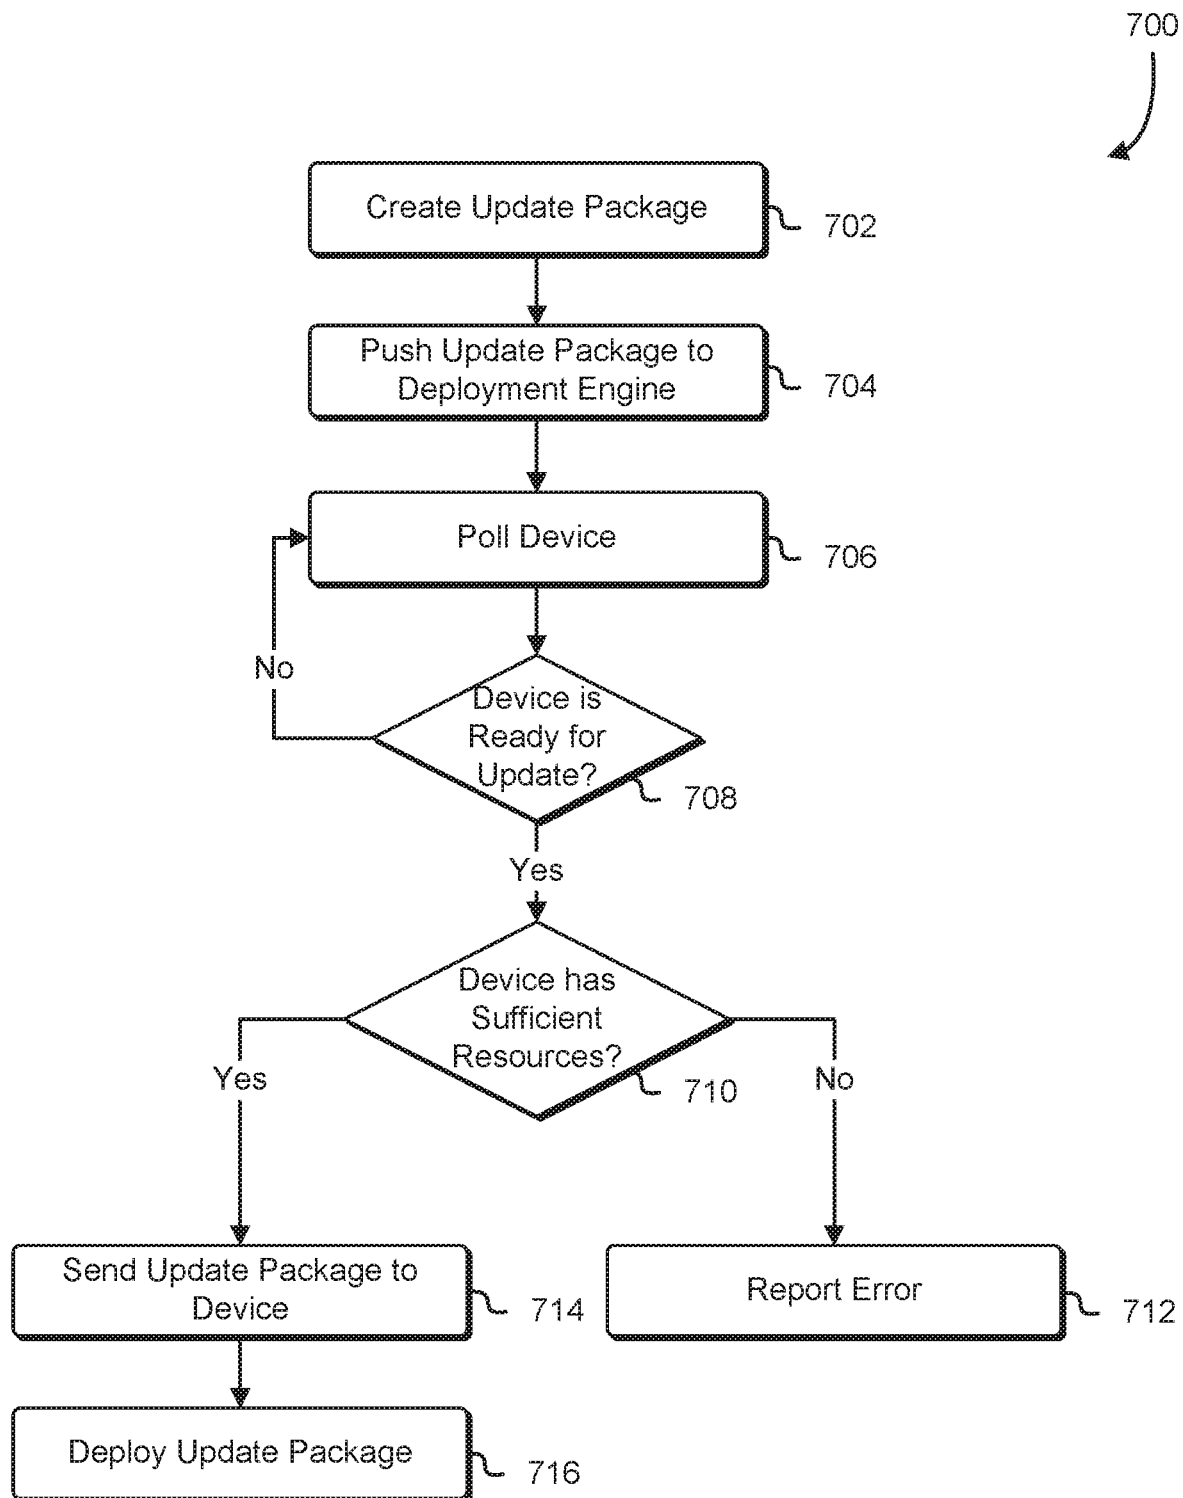 700
Create Update Package
702
Push Update Package to
Deployment Engine
704
Poll Device
706
No
Device is
Ready for
Update?
708
Yes
Device has
Sufficient
Resources?
710
Yes
No
Send Update Package to
Device
714
Report Error
712
Deploy Update Package
716